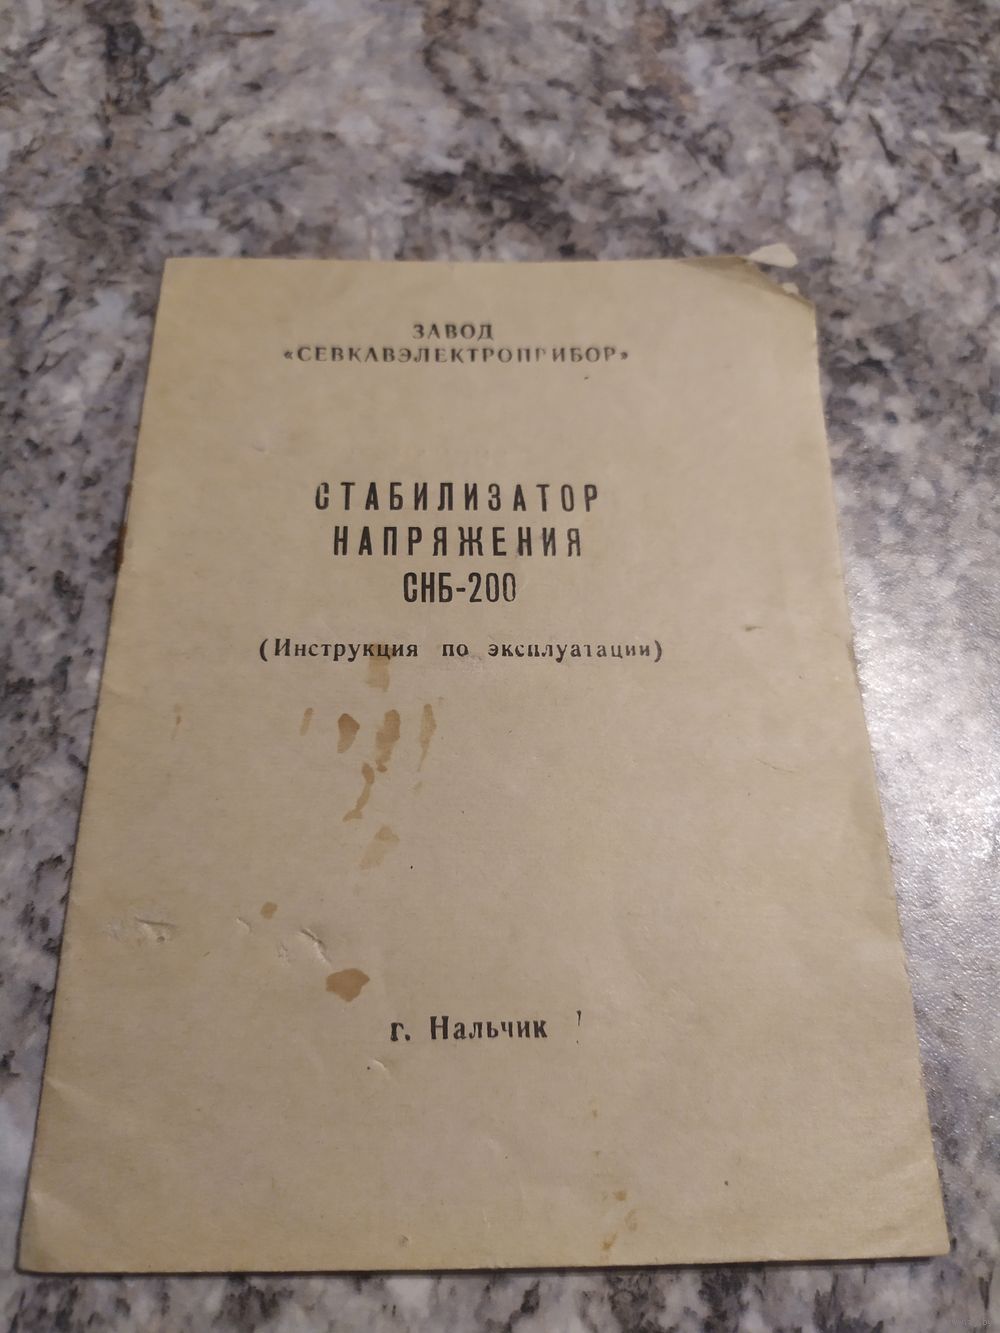 ЗАВОД
«СЕВКАВЭЛЕКТРОПРИБОР»
СТАБИЛИЗАТОР
НАПРЯЖЕНИЯ
СНБ-200
(Инструкция по эксплуатации)
г. Нальчик